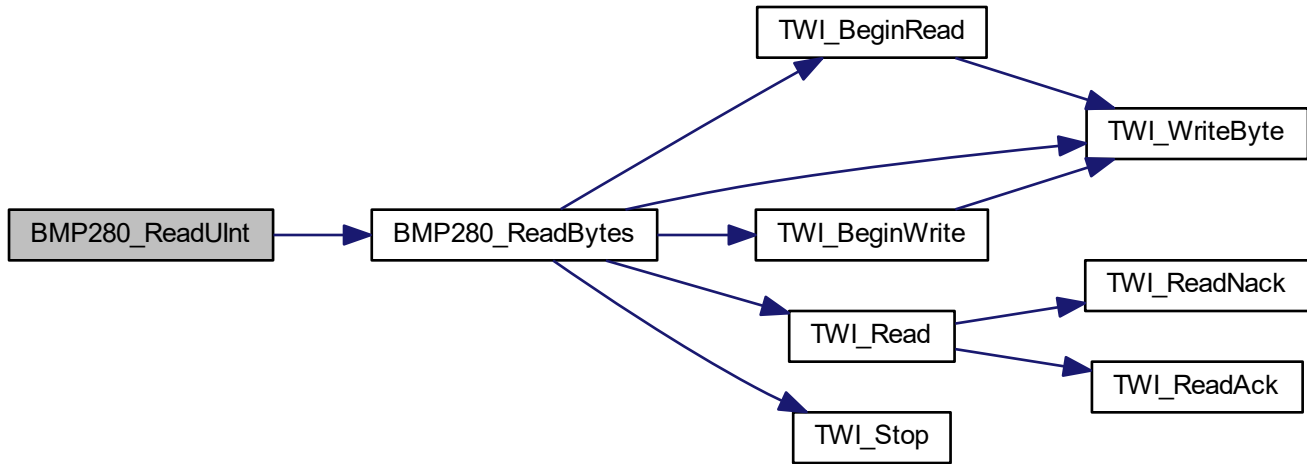 BMP280_ReadUInt
BMP280_ReadBytes
TWI_BeginRead
TWI_WriteByte
TWI_BeginWrite
TWI_Read
TWI_ReadNack
TWI_ReadAck
TWI_Stop